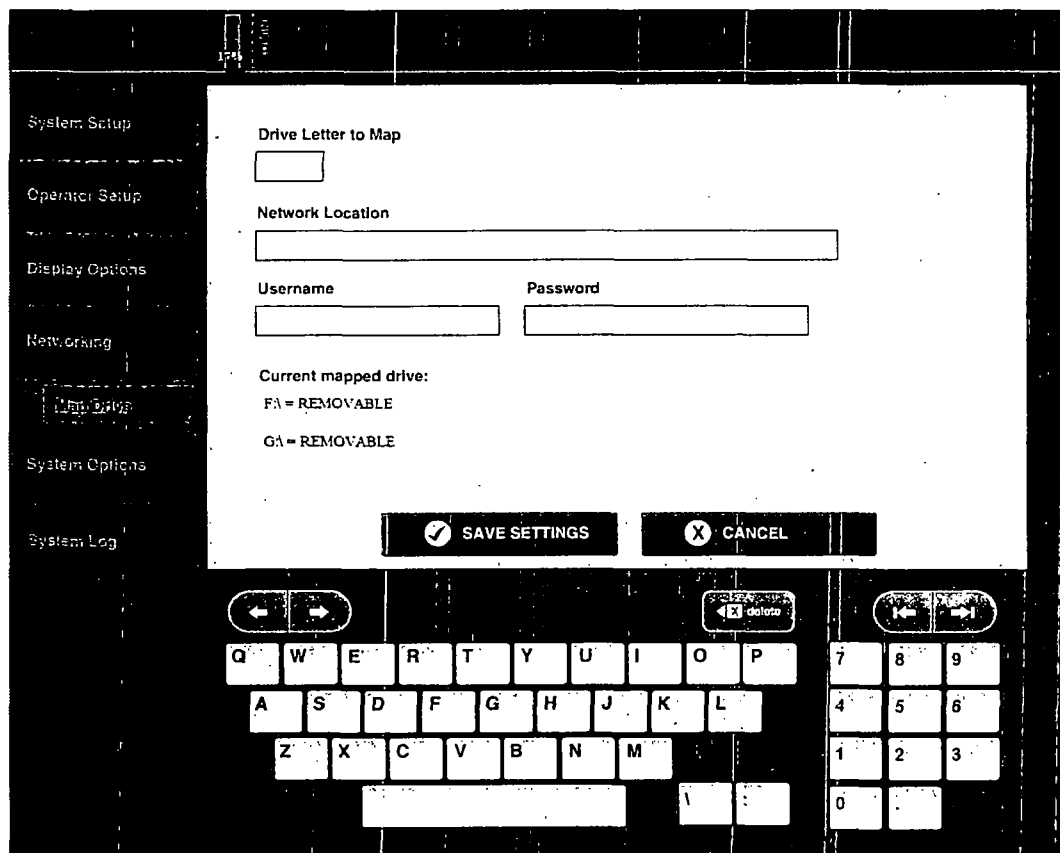 System Setup
Operator Setup
Display Options
Networking
Map Drive
System Options
System Log
Drive Letter to Map
Network Location
Username Password
Current mapped drive:
F:\ = REMOVABLE
G:\ = REMOVABLE
SAVE SETTINGS X CANCEL
X delete
Q W E R T Y U I O P 7 8 9
A S D F G H J K L 4 5 6
Z X C V B N M 1 2 3
\ : 0 .